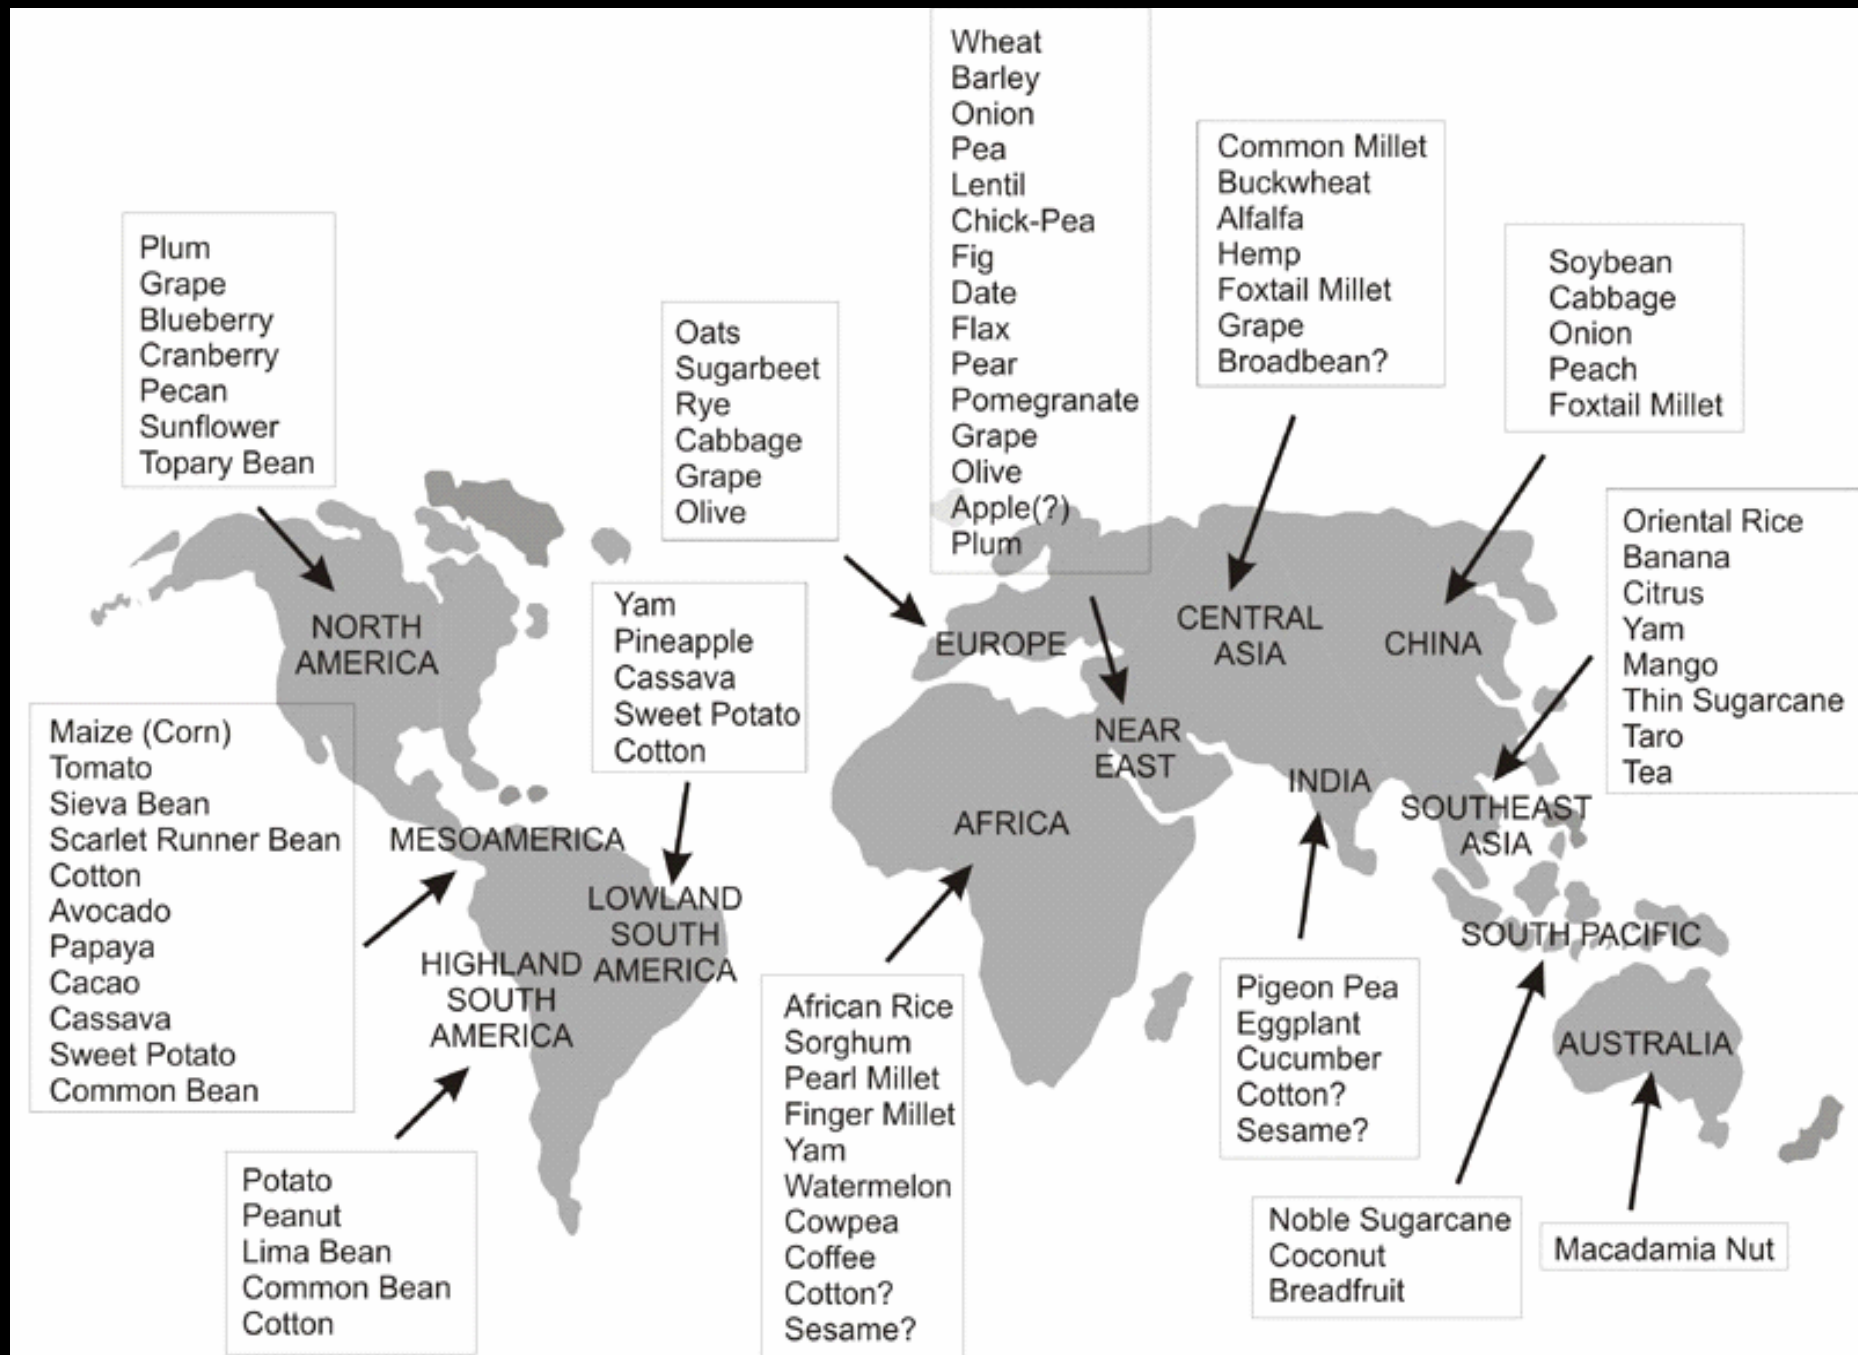 Plum
Grape
Blueberry
Cranberry
Pecan
Sunflower
Topary Bean
Oats
Sugarbeet
Rye
Cabbage
Grape
Olive
Wheat
Barley
Onion
Pea
Lentil
Chick-Pea
Fig
Date
Flax
Pear
Pomegranate
Grape
Olive
Apple(?)
Plum
Common Millet
Buckwheat
Alfalfa
Hemp
Foxtail Millet
Grape
Broadbean?
Soybean
Cabbage
Onion
Peach
Foxtail Millet
Oriental Rice
Banana
Citrus
Yam
Mango
Thin Sugarcane
Taro
Tea
Yam
Pineapple
Cassava
Sweet Potato
Cotton
Maize (Corn)
Tomato
Sieva Bean
Scarlet Runner Bean
Cotton
Avocado
Papaya
Cacao
Cassava
Sweet Potato
Common Bean
NORTH
AMERICA
EUROPE
CENTRAL
ASIA
CHINA
NEAR
EAST
INDIA
SOUTHEAST
ASIA
AFRICA
MESOAMERICA
LOWLAND
SOUTH
AMERICA
HIGHLAND
SOUTH
AMERICA
SOUTH PACIFIC
AUSTRALIA
Potato
Peanut
Lima Bean
Common Bean
Cotton
African Rice
Sorghum
Pearl Millet
Finger Millet
Yam
Watermelon
Cowpea
Coffee
Cotton?
Sesame?
Pigeon Pea
Eggplant
Cucumber
Cotton?
Sesame?
Noble Sugarcane
Coconut
Breadfruit
Macadamia Nut